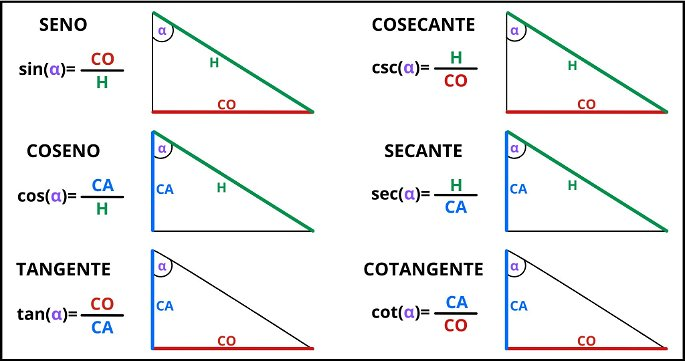 SENO
sin(α)= CO
H
α
H
CO
COSECANTE
csc(α)= H
CO
α
H
CO
COSENO
cos(α)= CA
H
α
CA
H
SECANTE
sec(α)= H
CA
α
CA
H
TANGENTE
tan(α)= CO
CA
α
CA
CO
COTANGENTE
cot(α)= CA
CO
α
CA
CO